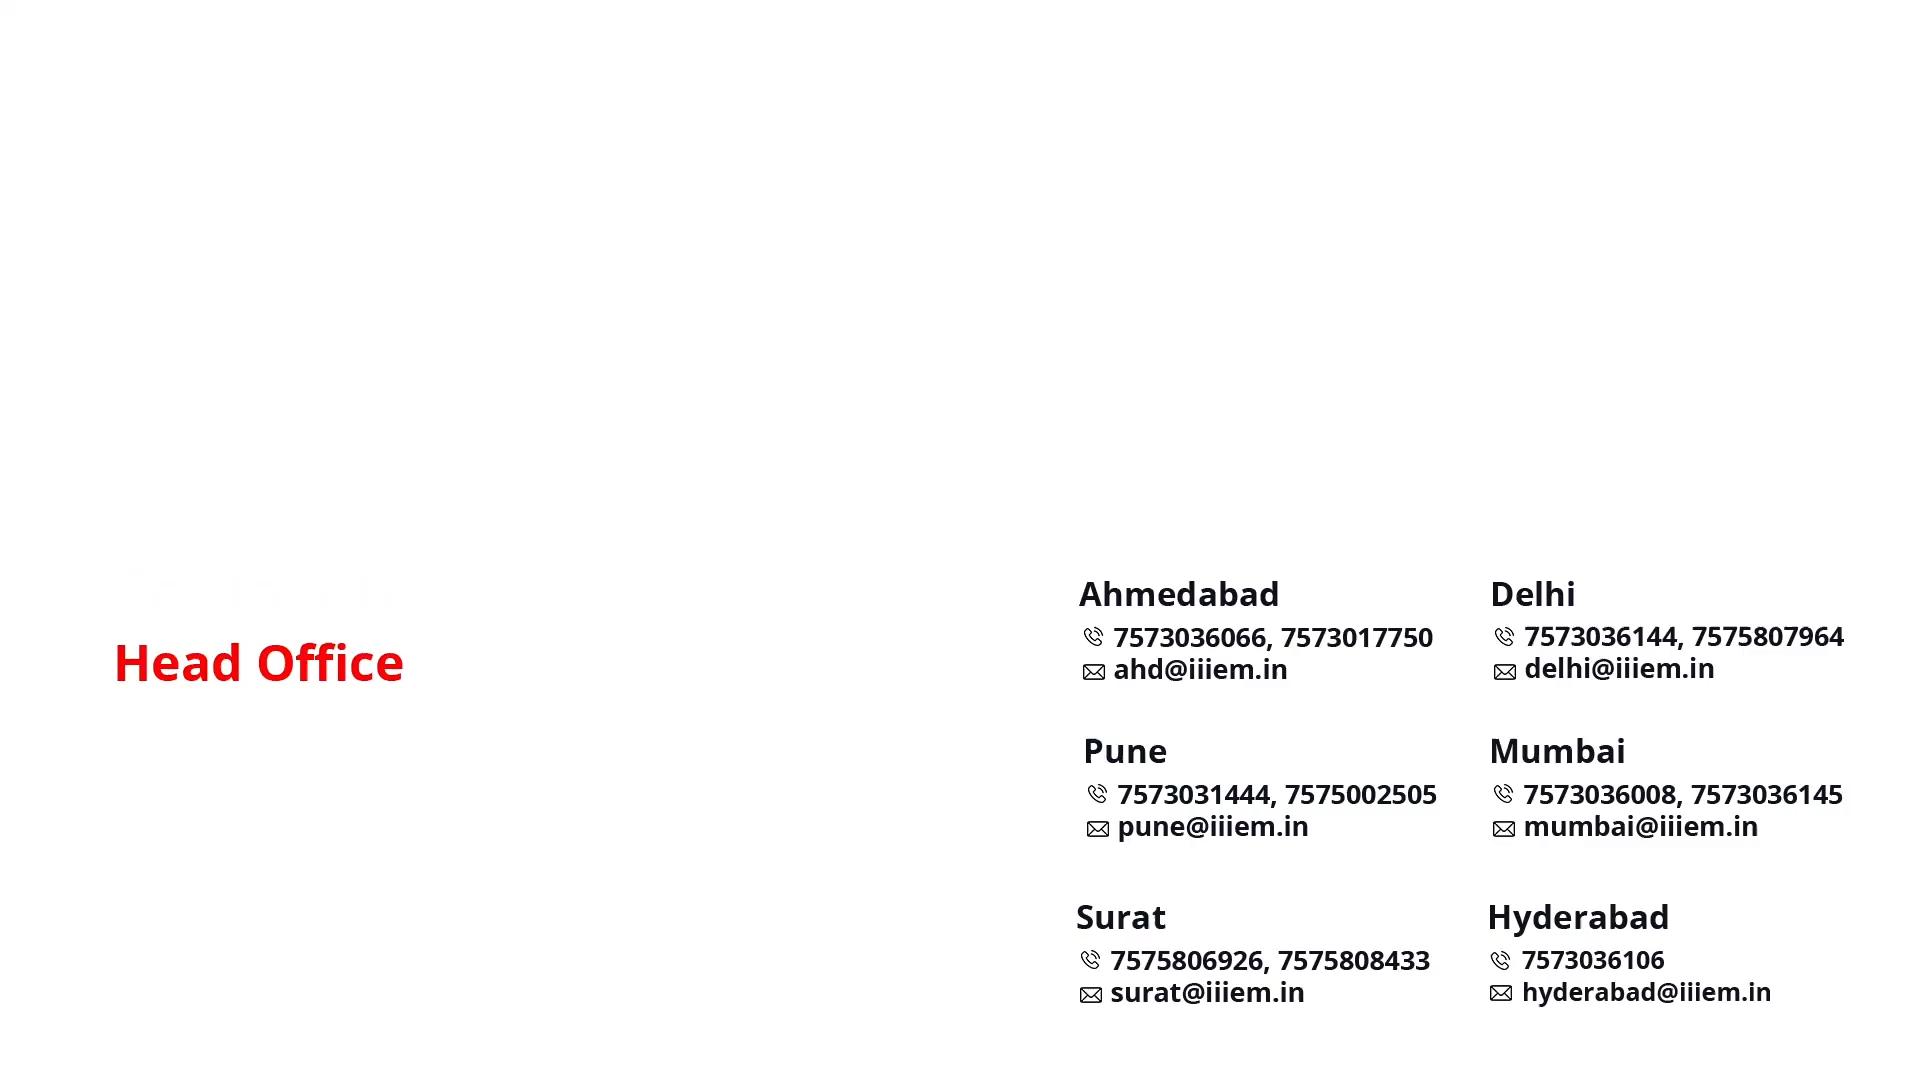 Head Office
Ahmedabad
7573036066, 7573017750
ahd@iiiem.in
Delhi
7573036144, 7575807964
delhi@iiiem.in
Pune
7573031444, 7575002505
pune@iiiem.in
Mumbai
7573036008, 7573036145
mumbai@iiiem.in
Surat
7575806926, 7575808433
surat@iiiem.in
Hyderabad
7573036106
hyderabad@iiiem.in